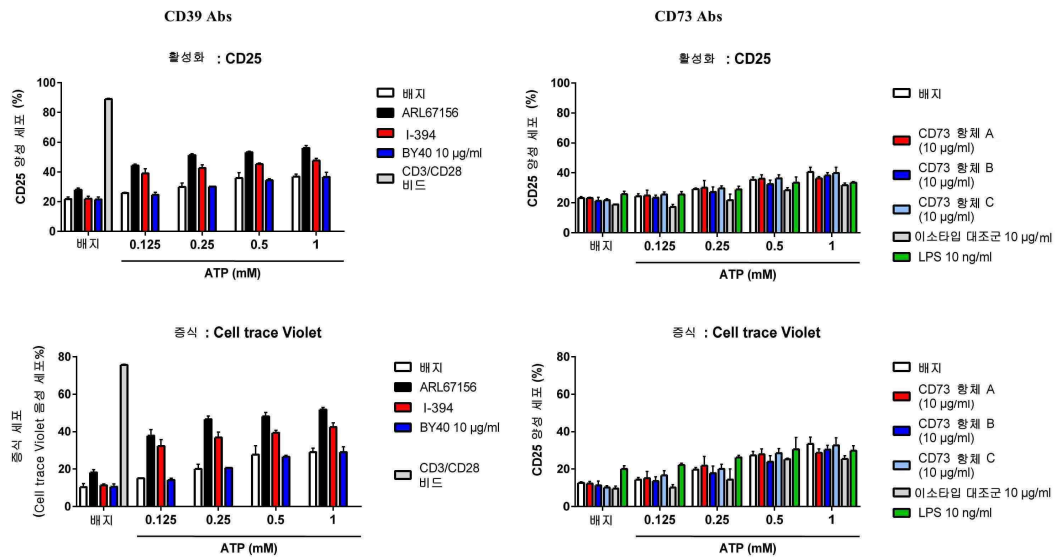 CD39 Abs
CD73 Abs
활성화 : CD25
CD25 양성 세포 (%)
100
80
60
40
20
0
배지
0.125
0.25
0.5
1
ATP (mM)
배지
ARL67156
I-394
BY40 10 µg/ml
CD3/CD28
비드
활성화 : CD25
CD25 양성 세포 (%)
100
80
60
40
20
0
배지
0.125
0.25
0.5
1
ATP (mM)
배지
CD73 항체 A
(10 µg/ml)
CD73 항체 B
(10 µg/ml)
CD73 항체 C
(10 µg/ml)
이소타입 대조군 10 µg/ml
LPS 10 ng/ml
증식 : Cell trace Violet
증식 세포
(Cell trace Violet 음성 세포%)
80
60
40
20
0
배지
0.125
0.25
0.5
1
ATP (mM)
배지
ARL67156
I-394
BY40 10 µg/ml
CD3/CD28
비드
증식 : Cell trace Violet
CD25 양성 세포 (%)
80
60
40
20
0
배지
0.125
0.25
0.5
1
ATP (mM)
배지
CD73 항체 A
(10 µg/ml)
CD73 항체 B
(10 µg/ml)
CD73 항체 C
(10 µg/ml)
이소타입 대조군 10 µg/ml
LPS 10 ng/ml